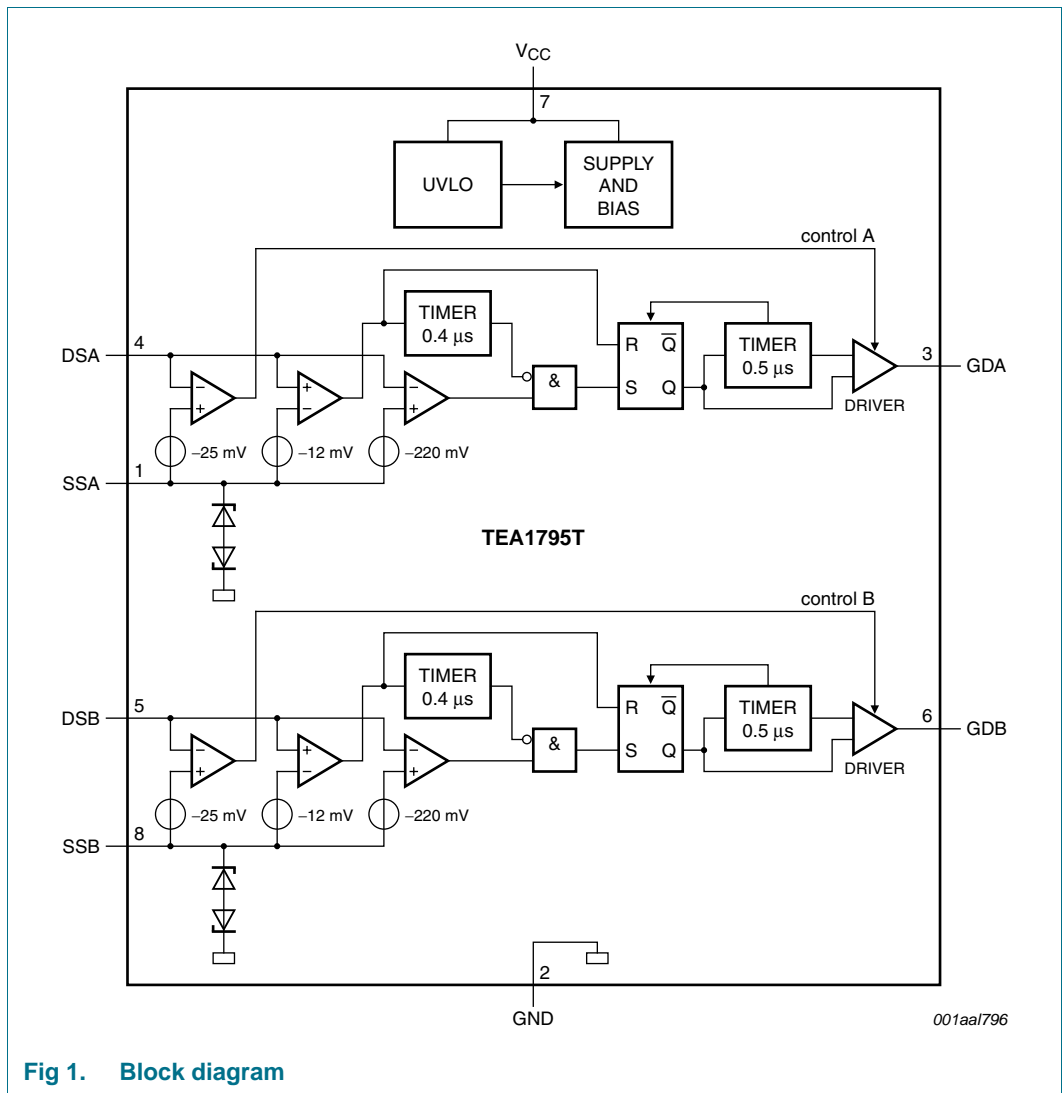 VCC
7
UVLO
SUPPLY
AND
BIAS
control A
TIMER
0.4 μs
R Q̅
S Q
TIMER
0.5 μs
DSA
4
&
3
GDA
DRIVER
− + + − − +
−25 mV
−12 mV
−220 mV
1
SSA
TEA1795T
control B
TIMER
0.4 μs
R Q̅
S Q
TIMER
0.5 μs
DSB
5
&
6
GDB
DRIVER
− + + − − +
−25 mV
−12 mV
−220 mV
8
SSB
2
GND
001aal796
Fig 1. Block diagram